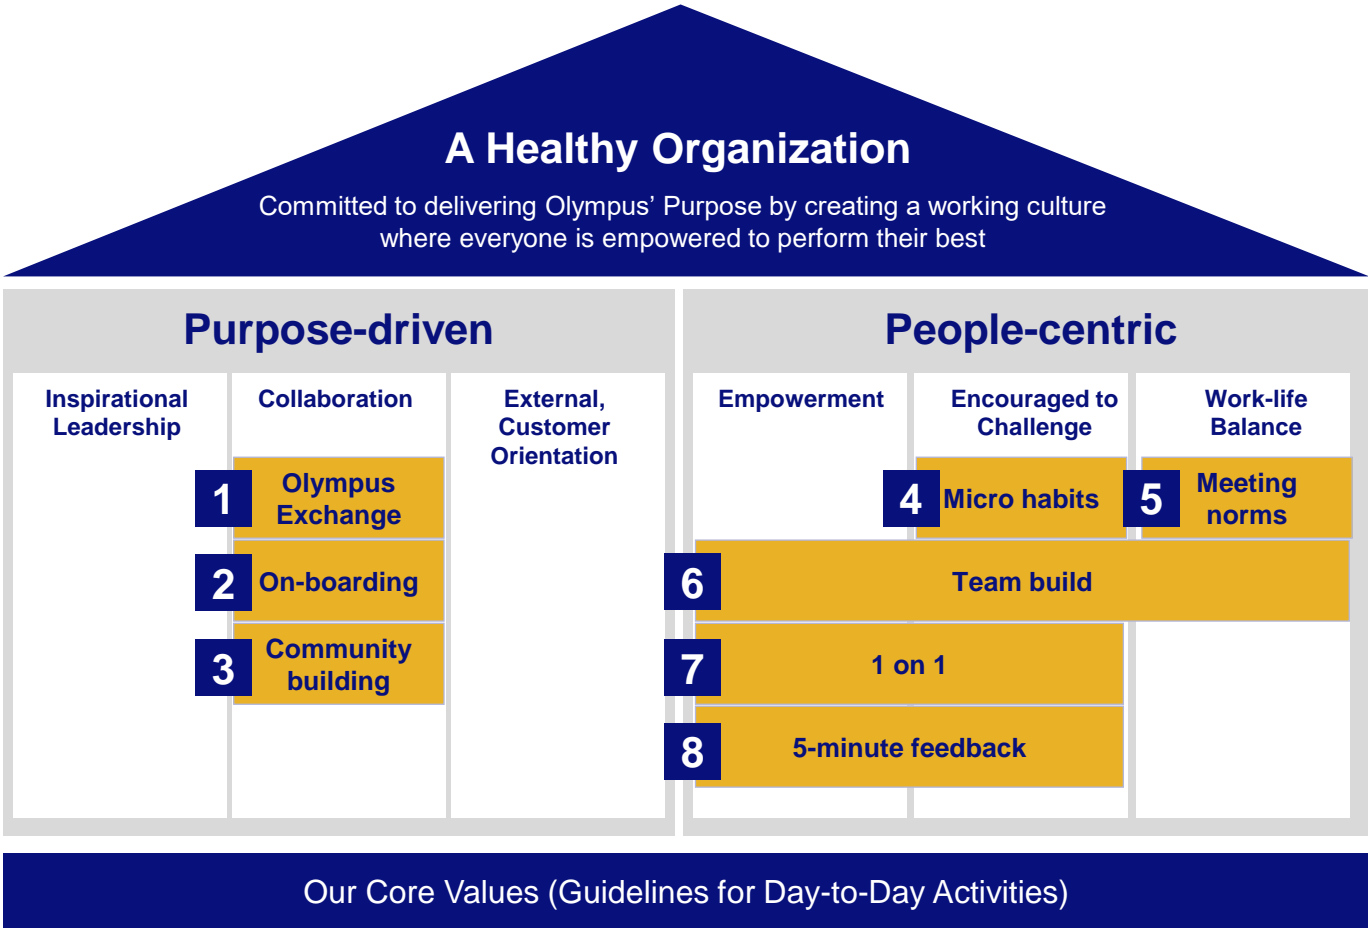 A Healthy Organization
Committed to delivering Olympus’ Purpose by creating a working culture
where everyone is empowered to perform their best
Purpose-driven
Inspirational
Leadership
Collaboration
External,
Customer
Orientation
1
Olympus
Exchange
2
On-boarding
3
Community
building
People-centric
Empowerment
Encouraged to
Challenge
Work-life
Balance
4
Micro habits
5
Meeting
norms
6
Team build
7
1 on 1
8
5-minute feedback
Our Core Values (Guidelines for Day-to-Day Activities)